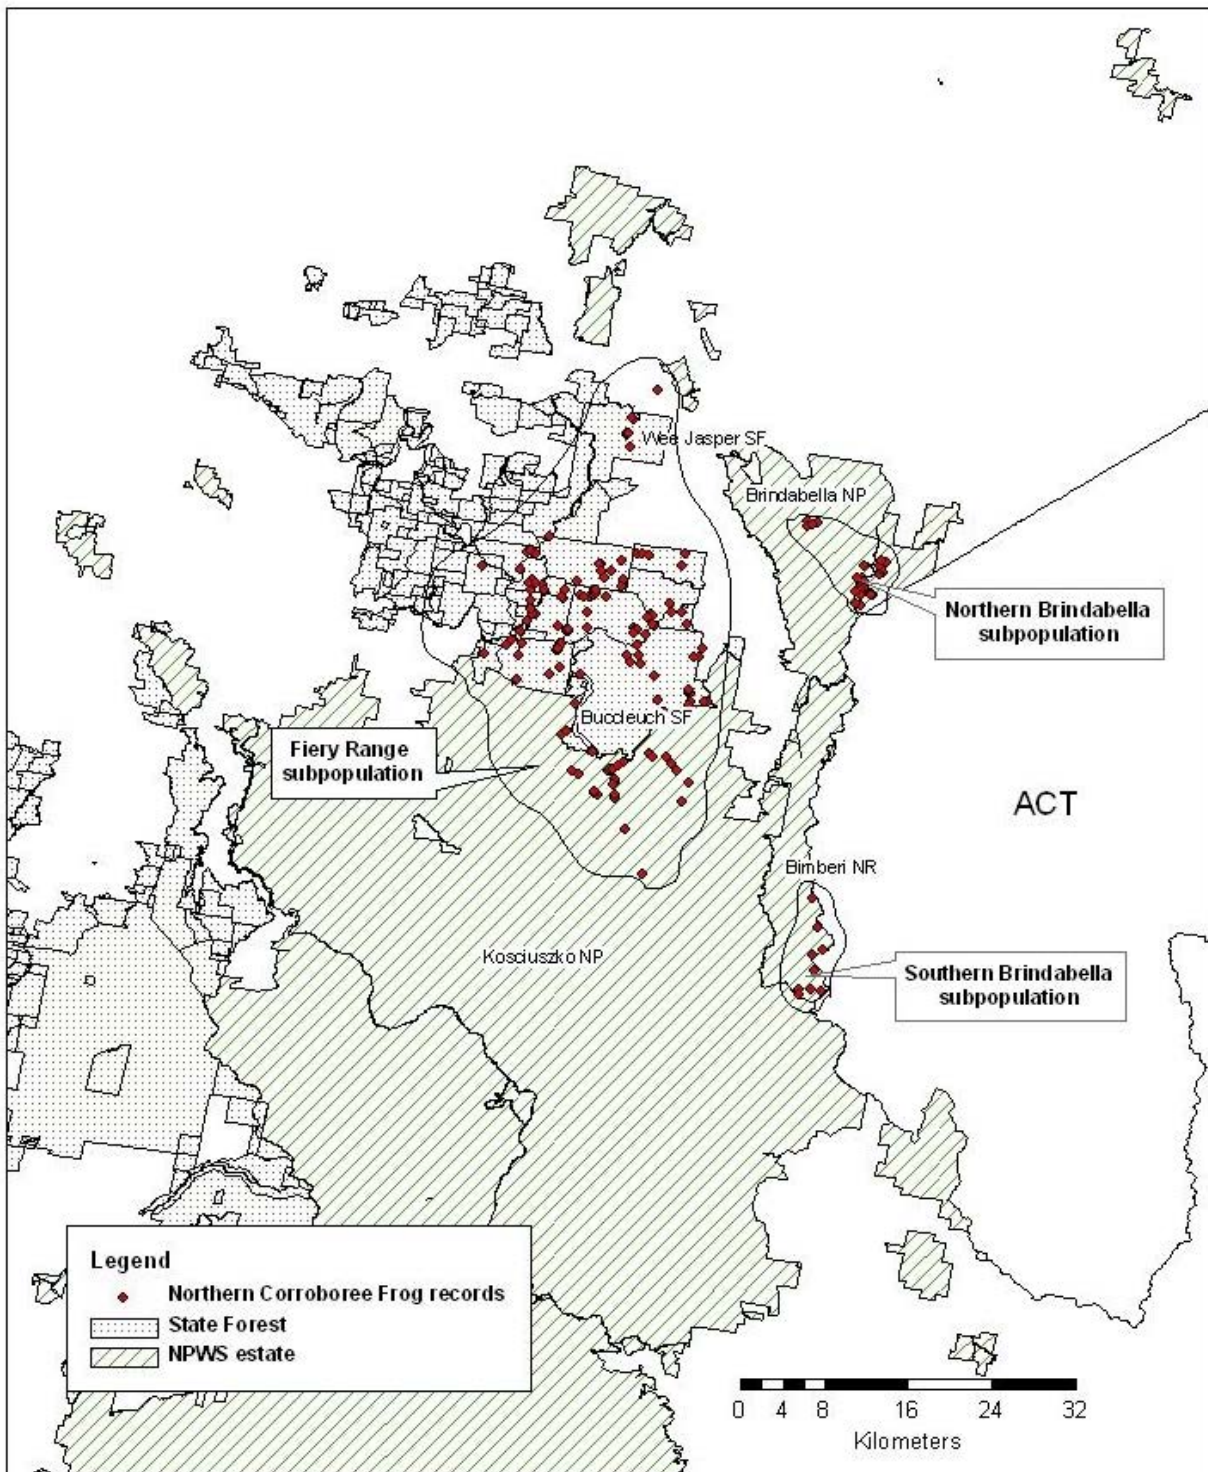 Wee Jasper SF
Brindabella NP
Northern Brindabella
subpopulation
Buccleuch SF
Fiery Range
subpopulation
ACT
Bimberi NR
Kosciuszko NP
Southern Brindabella
subpopulation
Legend
Northern Corroboree Frog records
State Forest
NPWS estate
0 4 8 16 24 32
Kilometers